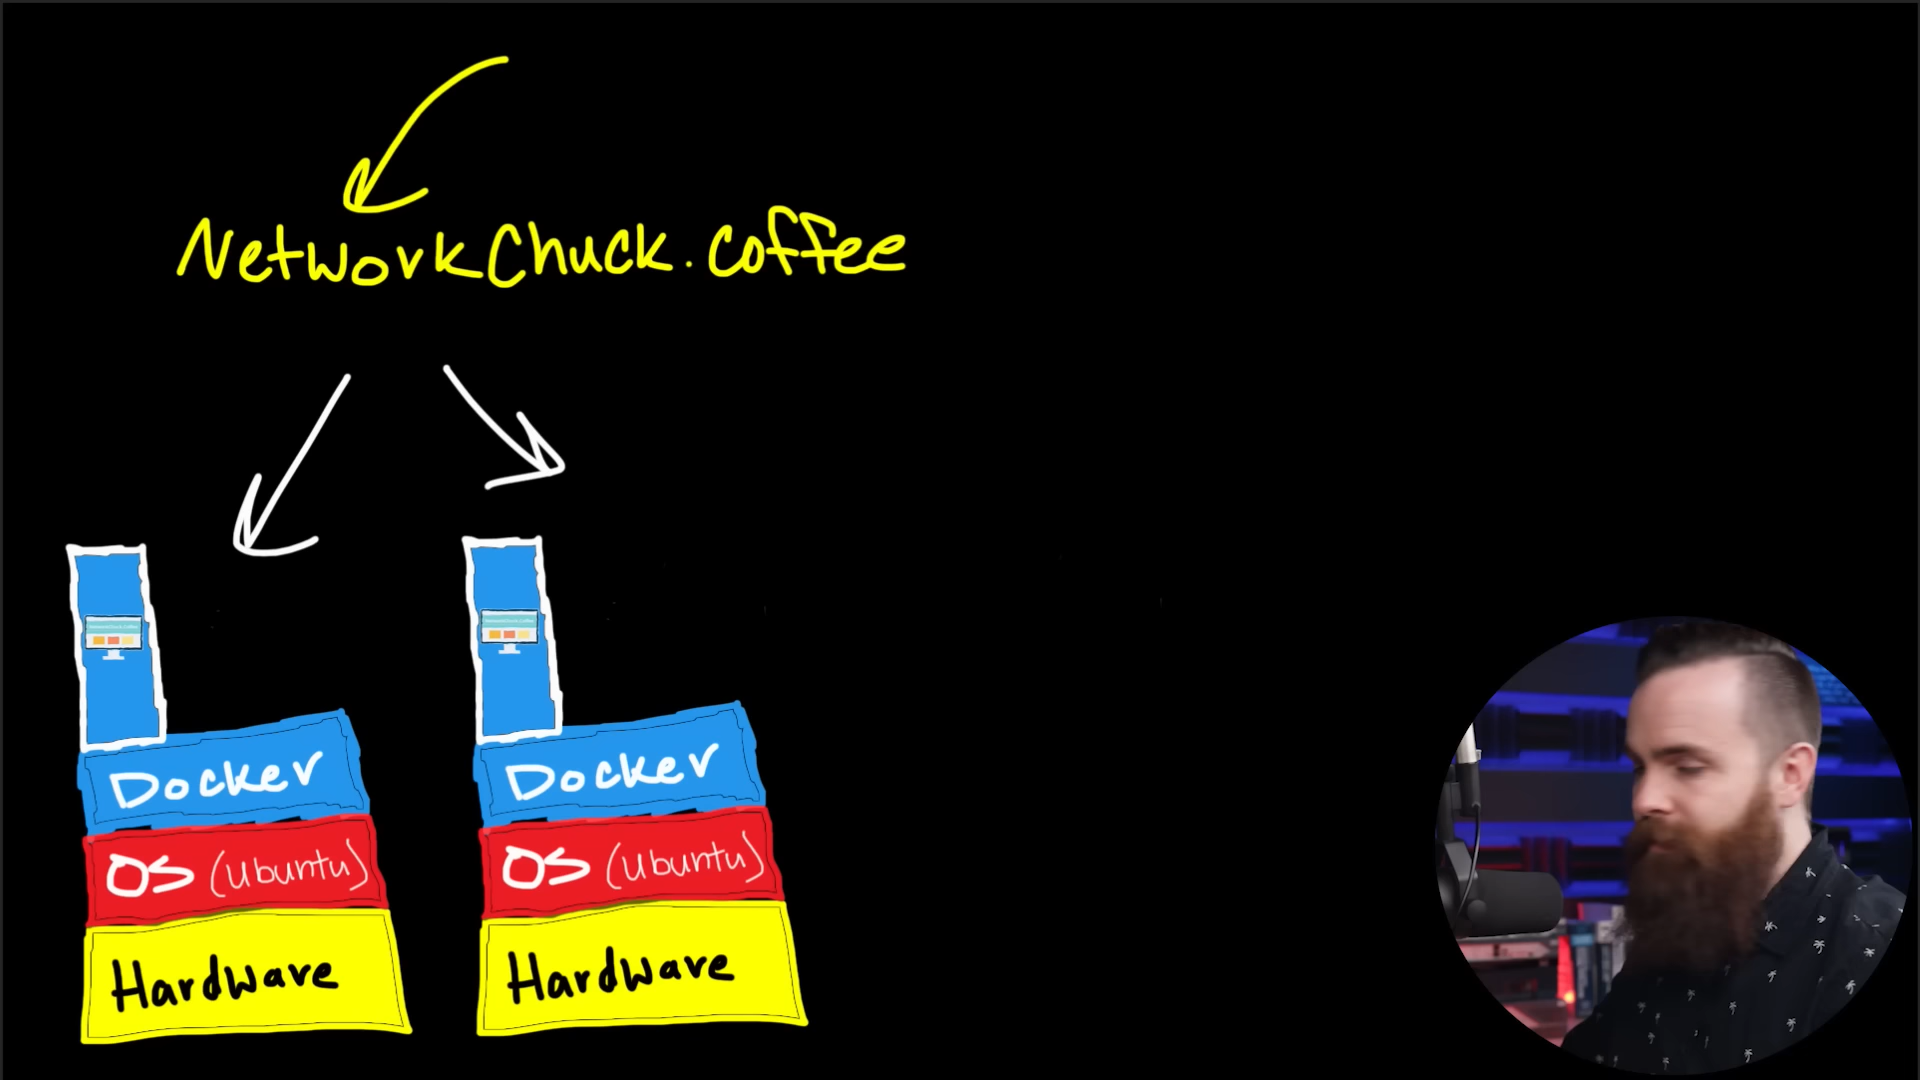 NetworkChuck.coffee
Docker
OS (Ubuntu)
Hardware
Docker
OS (Ubuntu)
Hardware